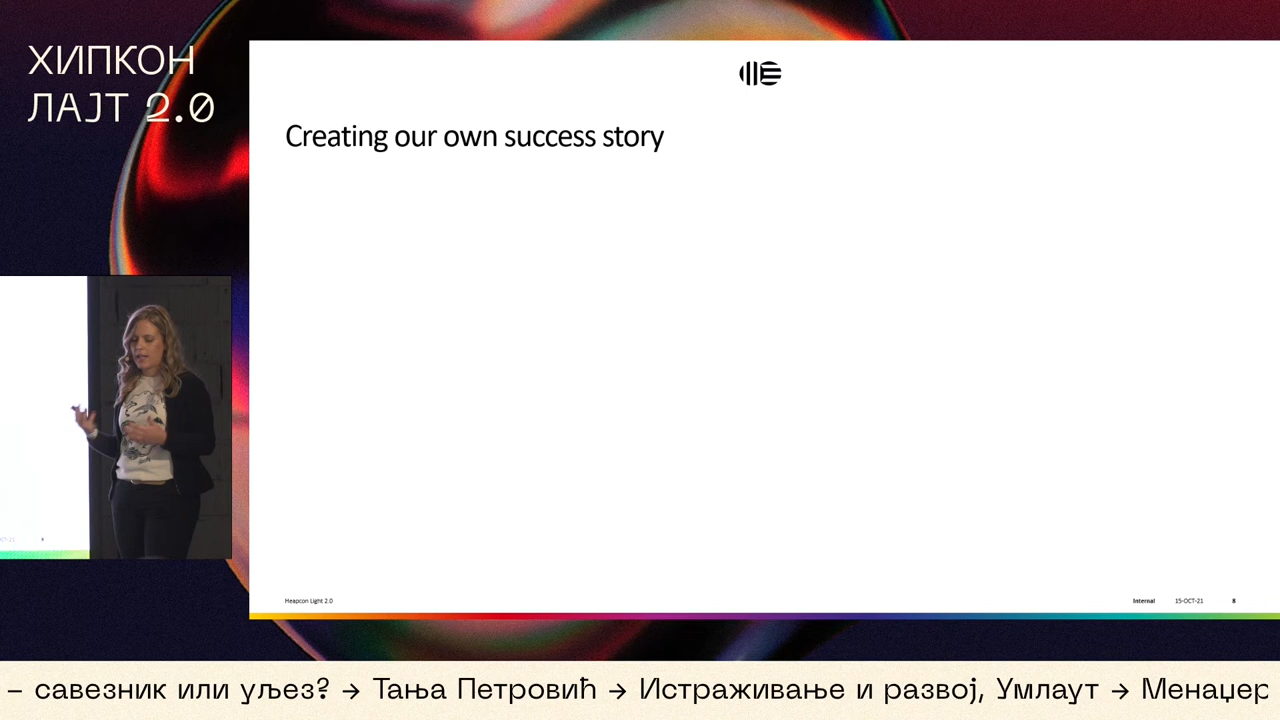 ХИПКОН
ЛАЈТ 2.0
Creating our own success story
Heapcon Light 2.0
Internal
15-OCT-21
8
– савезник или уљез? → Тања Петровић → Истраживање и развој, Умлаут → Менаџер